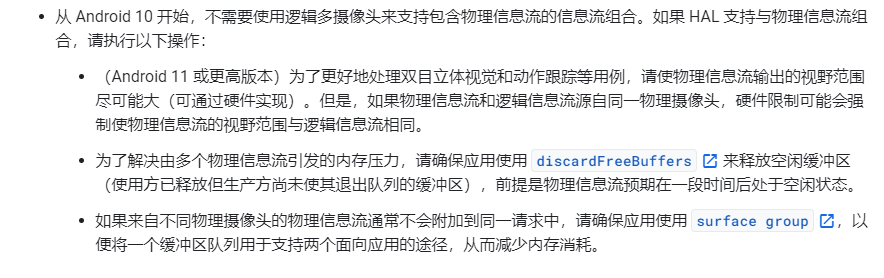 • 从 Android 10 开始，不需要使用逻辑多摄像头来支持包含物理信息流的信息流组合。如果 HAL 支持与物理信息流组
合，请执行以下操作：
• （Android 11 或更高版本）为了更好地处理双目立体视觉和动作跟踪等用例，请使物理信息流输出的视野范围
尽可能大（可通过硬件实现）。但是，如果物理信息流和逻辑信息流源自同一物理摄像头，硬件限制可能会强
制使物理信息流的视野范围与逻辑信息流相同。
• 为了解决由多个物理信息流引发的内存压力，请确保应用使用 discardFreeBuffers 来释放空闲缓冲区
（使用方已释放但生产方尚未使其退出队列的缓冲区），前提是物理信息流预期在一段时间后处于空闲状态。
• 如果来自不同物理摄像头的物理信息流通常不会附加到同一请求中，请确保应用使用 surface group ，以
便将一个缓冲区队列用于支持两个面向应用的途径，从而减少内存消耗。